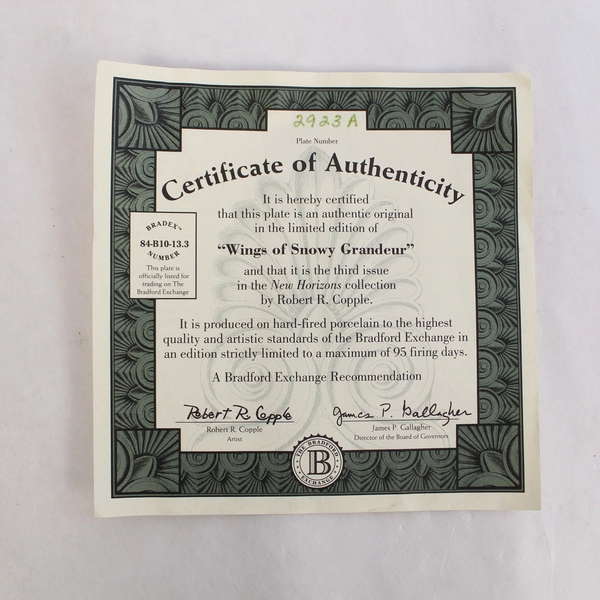 2923A
Plate Number
Certificate of Authenticity
It is hereby certified
that this plate is an authentic original
in the limited edition of
“Wings of Snowy Grandeur”
and that it is the third issue
in the New Horizons collection
by Robert R. Copple.
BRADEX™
84-B10-13.3
NUMBER
This plate is
officially listed for
trading on The
Bradford Exchange
It is produced on hard-fired porcelain to the highest
quality and artistic standards of the Bradford Exchange in
an edition strictly limited to a maximum of 95 firing days.
A Bradford Exchange Recommendation
Robert R. Copple
Robert R. Copple
Artist
James P. Gallagher
James P. Gallagher
Director of the Board of Governors
THE BRADFORD
B
EXCHANGE